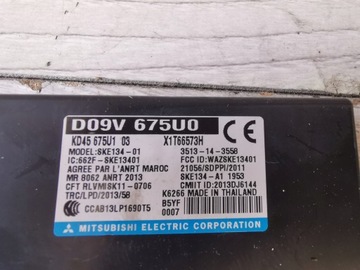 D09V 675U0
KD45 675U1 03 X1T66573H
MODEL:SKE134-01 3513-14-3558
IC:662F-SKE13401 FCC ID:WAZSKE13401
AGREE PAR L'ANRT MAROC 21056/SDPPI/2011
MR 8062 ANRT 2013 SKE134-A1 1953
CFT RLVMISK11-0706 CMIIT ID:2013DJ6144
TRC/LPD/2013/58 K6266 MADE IN THAILAND
CCAB13LP1690T5 B5YF
0007
MITSUBISHI ELECTRIC CORPORATION